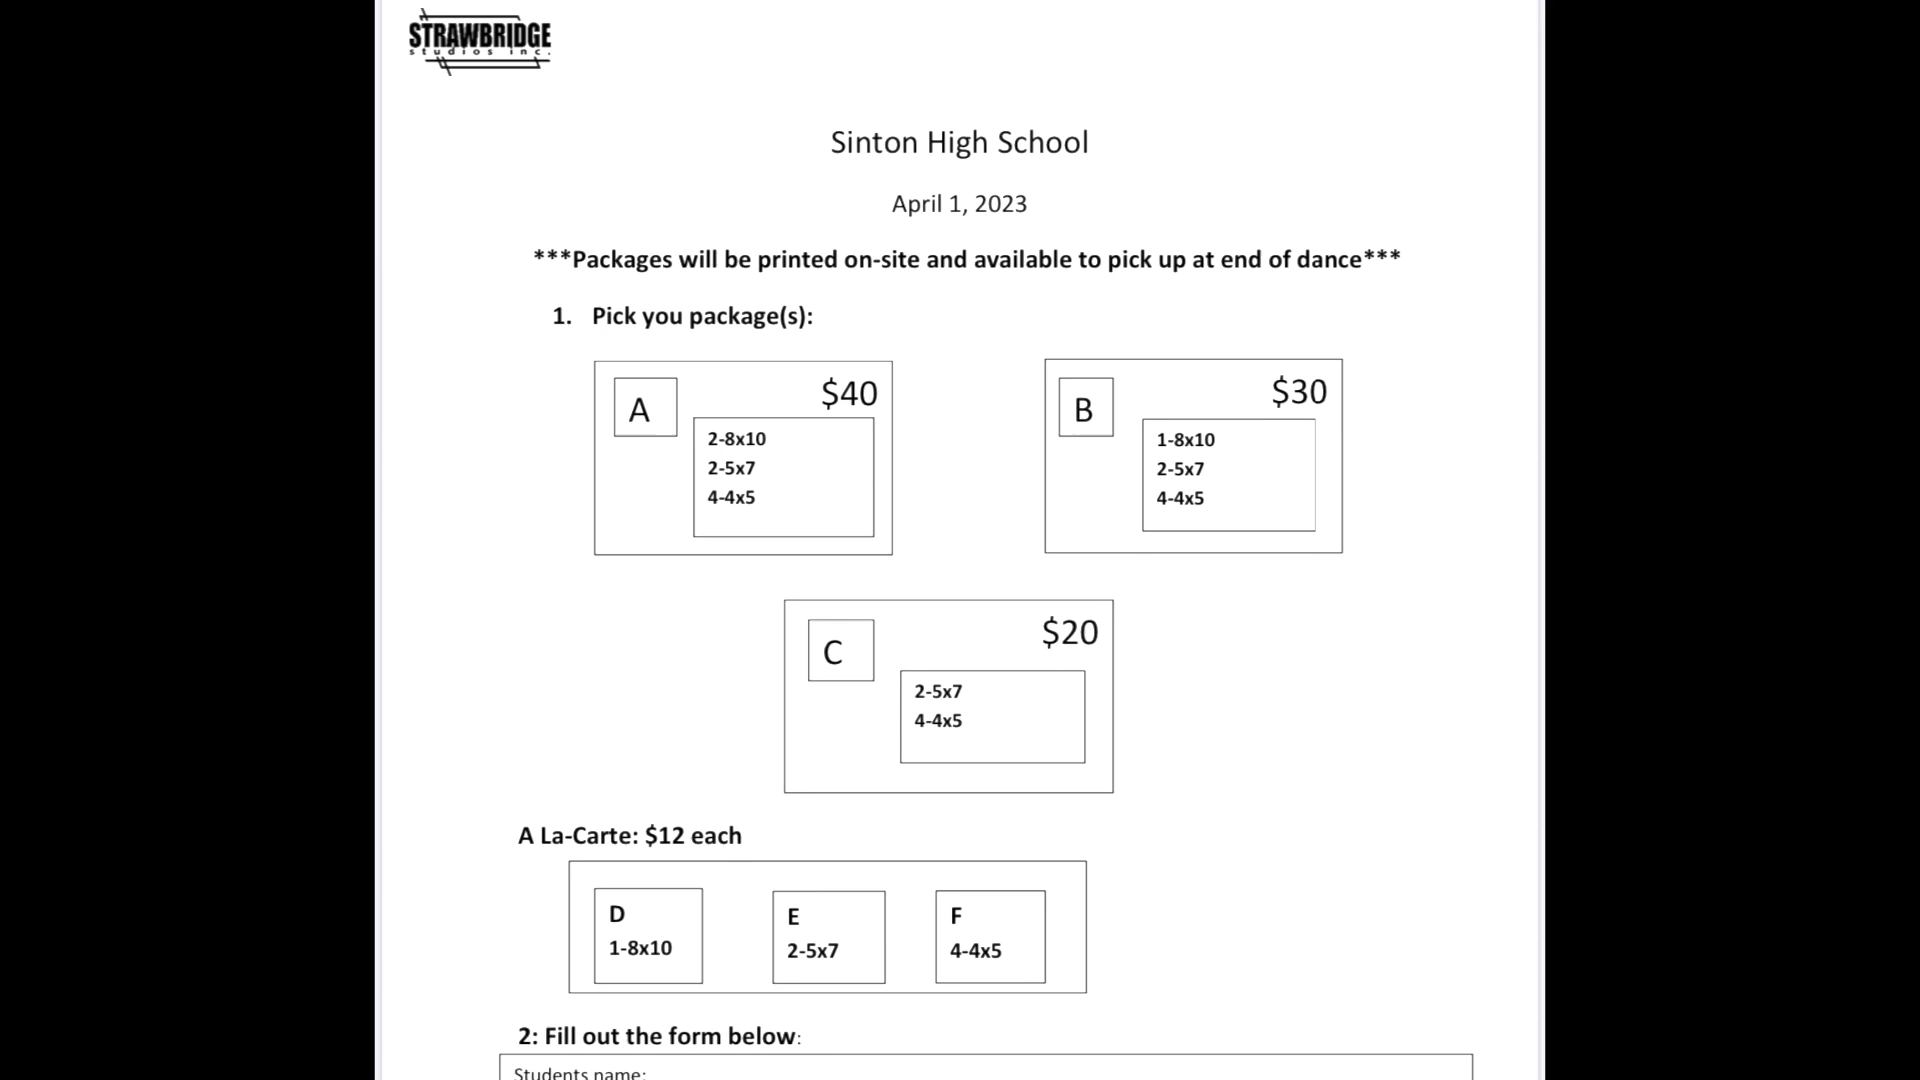 STRAWBRIDGE
studios inc.
Sinton High School
April 1, 2023
***Packages will be printed on-site and available to pick up at end of dance***
1. Pick you package(s):
A
$40
2-8x10
2-5x7
4-4x5
B
$30
1-8x10
2-5x7
4-4x5
C
$20
2-5x7
4-4x5
A La-Carte: $12 each
D
1-8x10
E
2-5x7
F
4-4x5
2: Fill out the form below:
Students name: